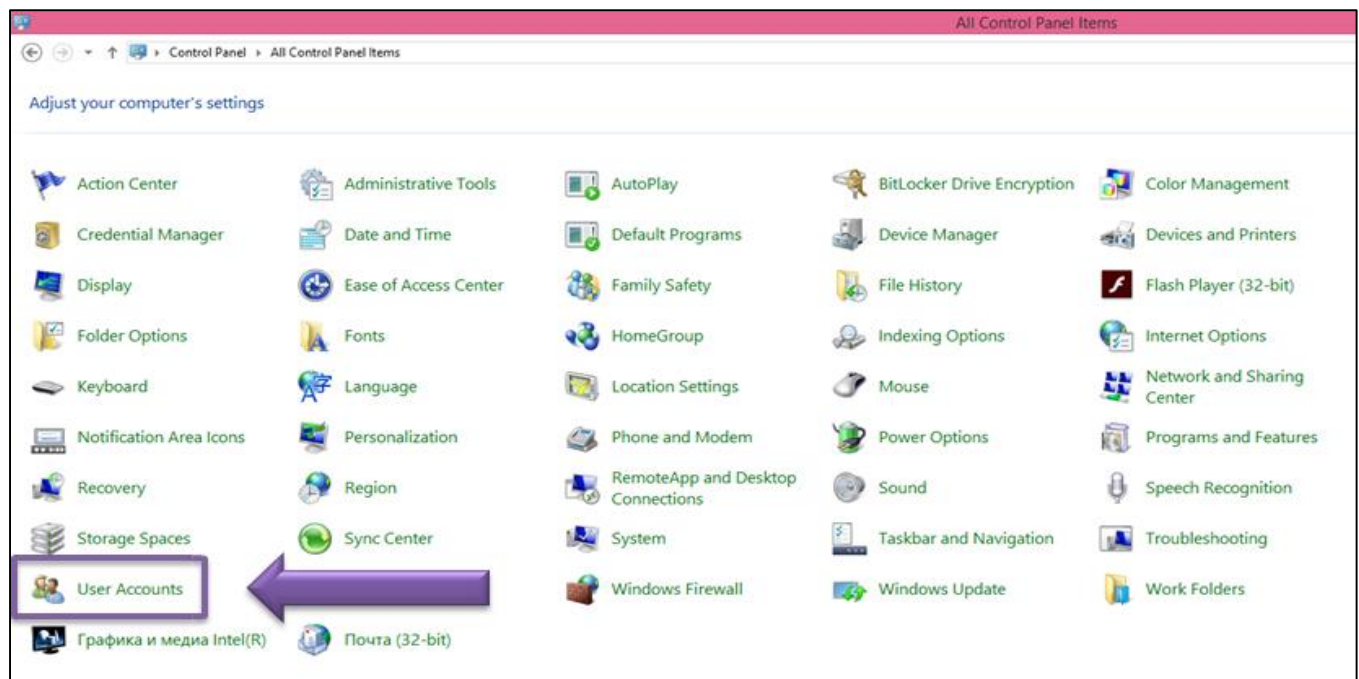 All Control Panel Items
Control Panel All Control Panel Items
Adjust your computer's settings
Action Center Administrative Tools AutoPlay BitLocker Drive Encryption Color Management
Credential Manager Date and Time Default Programs Device Manager Devices and Printers
Display Ease of Access Center Family Safety File History Flash Player (32-bit)
Folder Options Fonts HomeGroup Indexing Options Internet Options
Keyboard Language Location Settings Mouse Network and Sharing
Center
Notification Area Icons Personalization Phone and Modem Power Options Programs and Features
Recovery Region RemoteApp and Desktop Sound Speech Recognition
Connections
Storage Spaces Sync Center System Taskbar and Navigation Troubleshooting
User Accounts Windows Firewall Windows Update Work Folders
Графика и медиа Intel(R) Почта (32-bit)